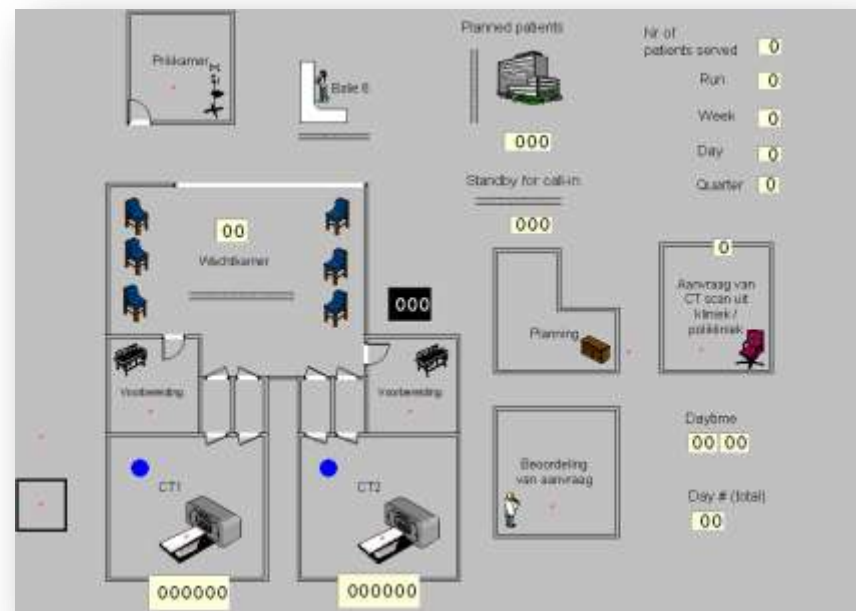 Planned patients
Nr of
patients served 0
Prikkamer
Balie 6
Run 0
000
Week 0
Day 0
Standby for call-in
Quarter 0
000
00
Wachtkamer
0
Aanvraag van
CT scan uit
kliniek /
polikliniek
000
Planning
Voorbereiding
Voorbereiding
Daytime
00 00
Beoordeling
van aanvraag
CT1
CT2
Day # (total)
00
000000
000000